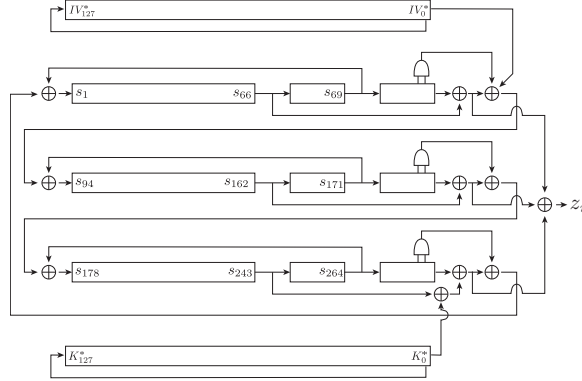 IV*127 IV*0
s1 s66 s69
s94 s162 s171
zi
s178 s243 s264
K*127 K*0